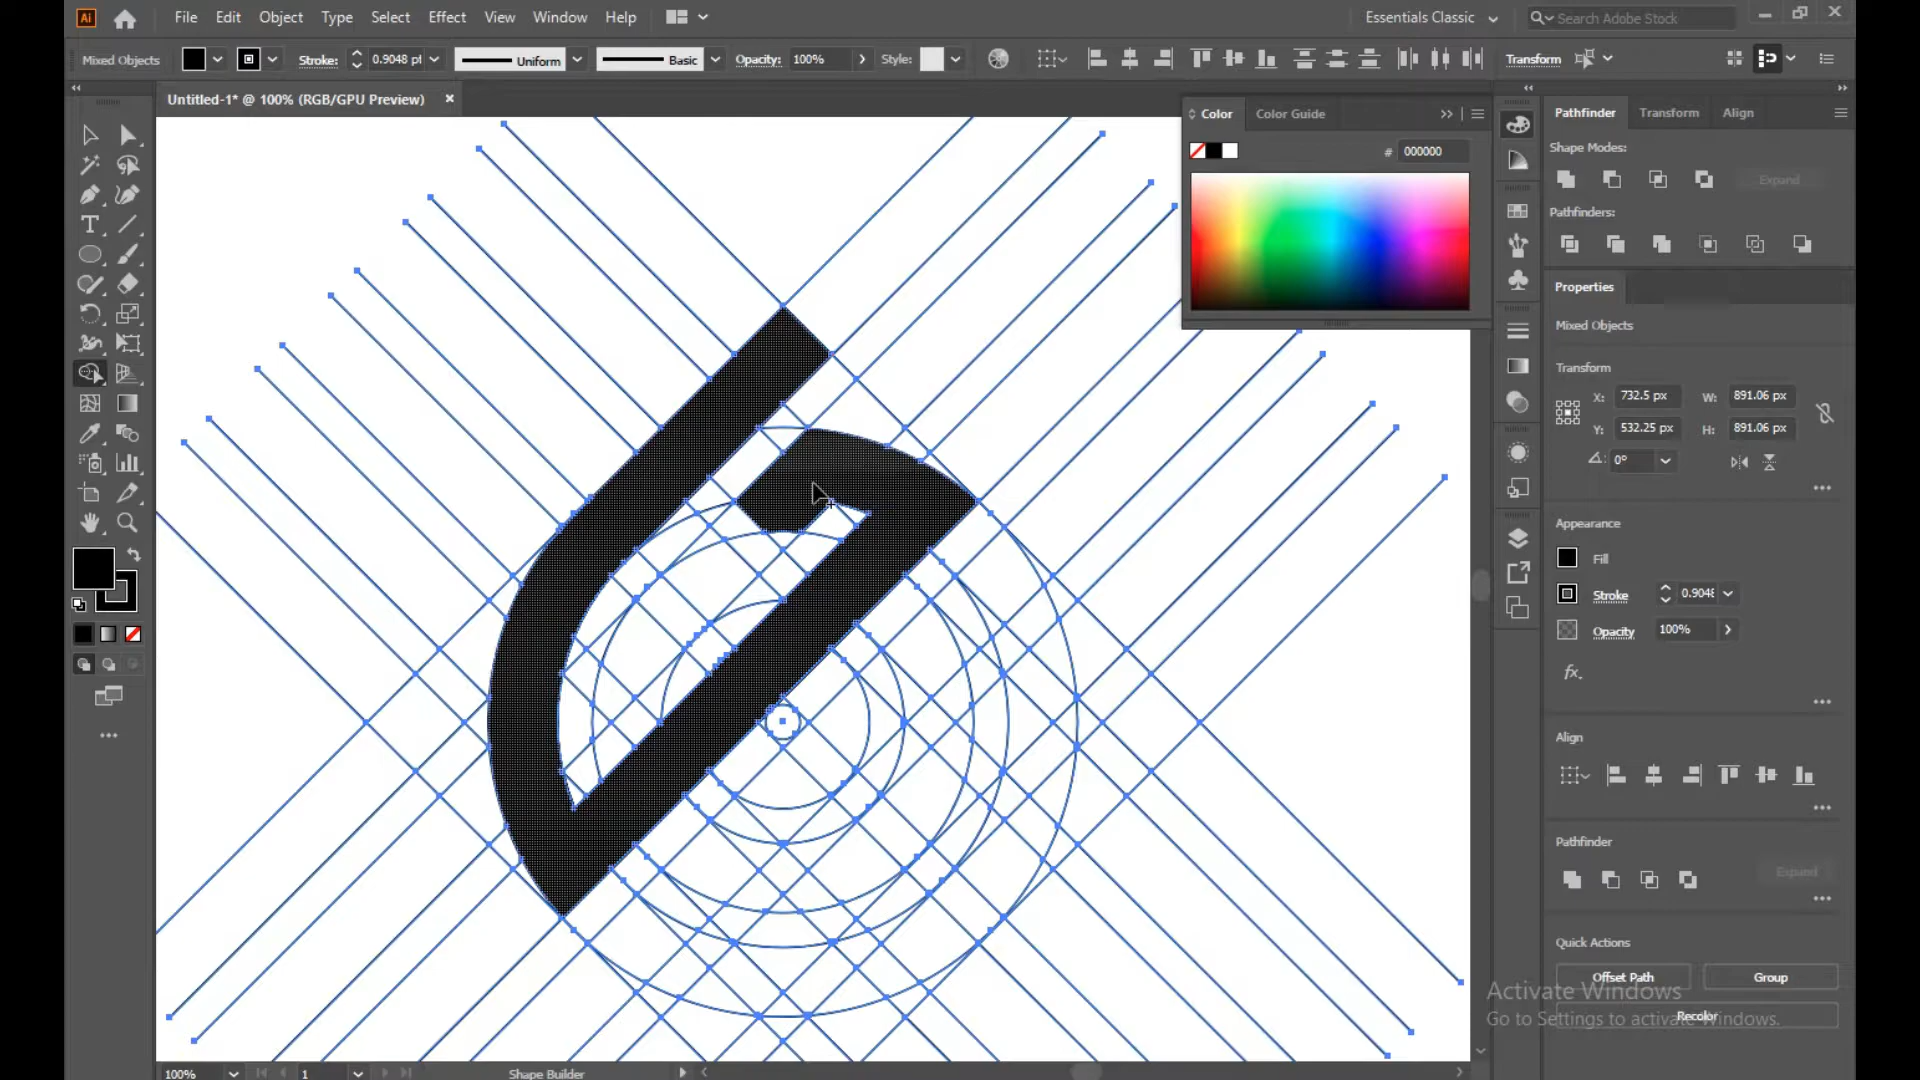 Ai File Edit Object Type Select Effect View Window Help Essentials Classic Search Adobe Stock
Mixed Objects Stroke: 0.9048 pt Uniform Basic Opacity: 100% Style: Transform
Untitled-1* @ 100% (RGB/GPU Preview)
Color Color Guide
# 000000
Pathfinder Transform Align
Shape Modes:
Expand
Pathfinders:
Properties
Mixed Objects
Transform
X: 732.5 px W: 891.06 px
Y: 532.25 px H: 891.06 px
0°
Appearance
Fill
Stroke 0.9048
Opacity 100%
fx.
Align
Pathfinder
Expand
Quick Actions
Offset Path Group
Recolor
Activate Windows
Go to Settings to activate Windows.
100% 1 Shape Builder